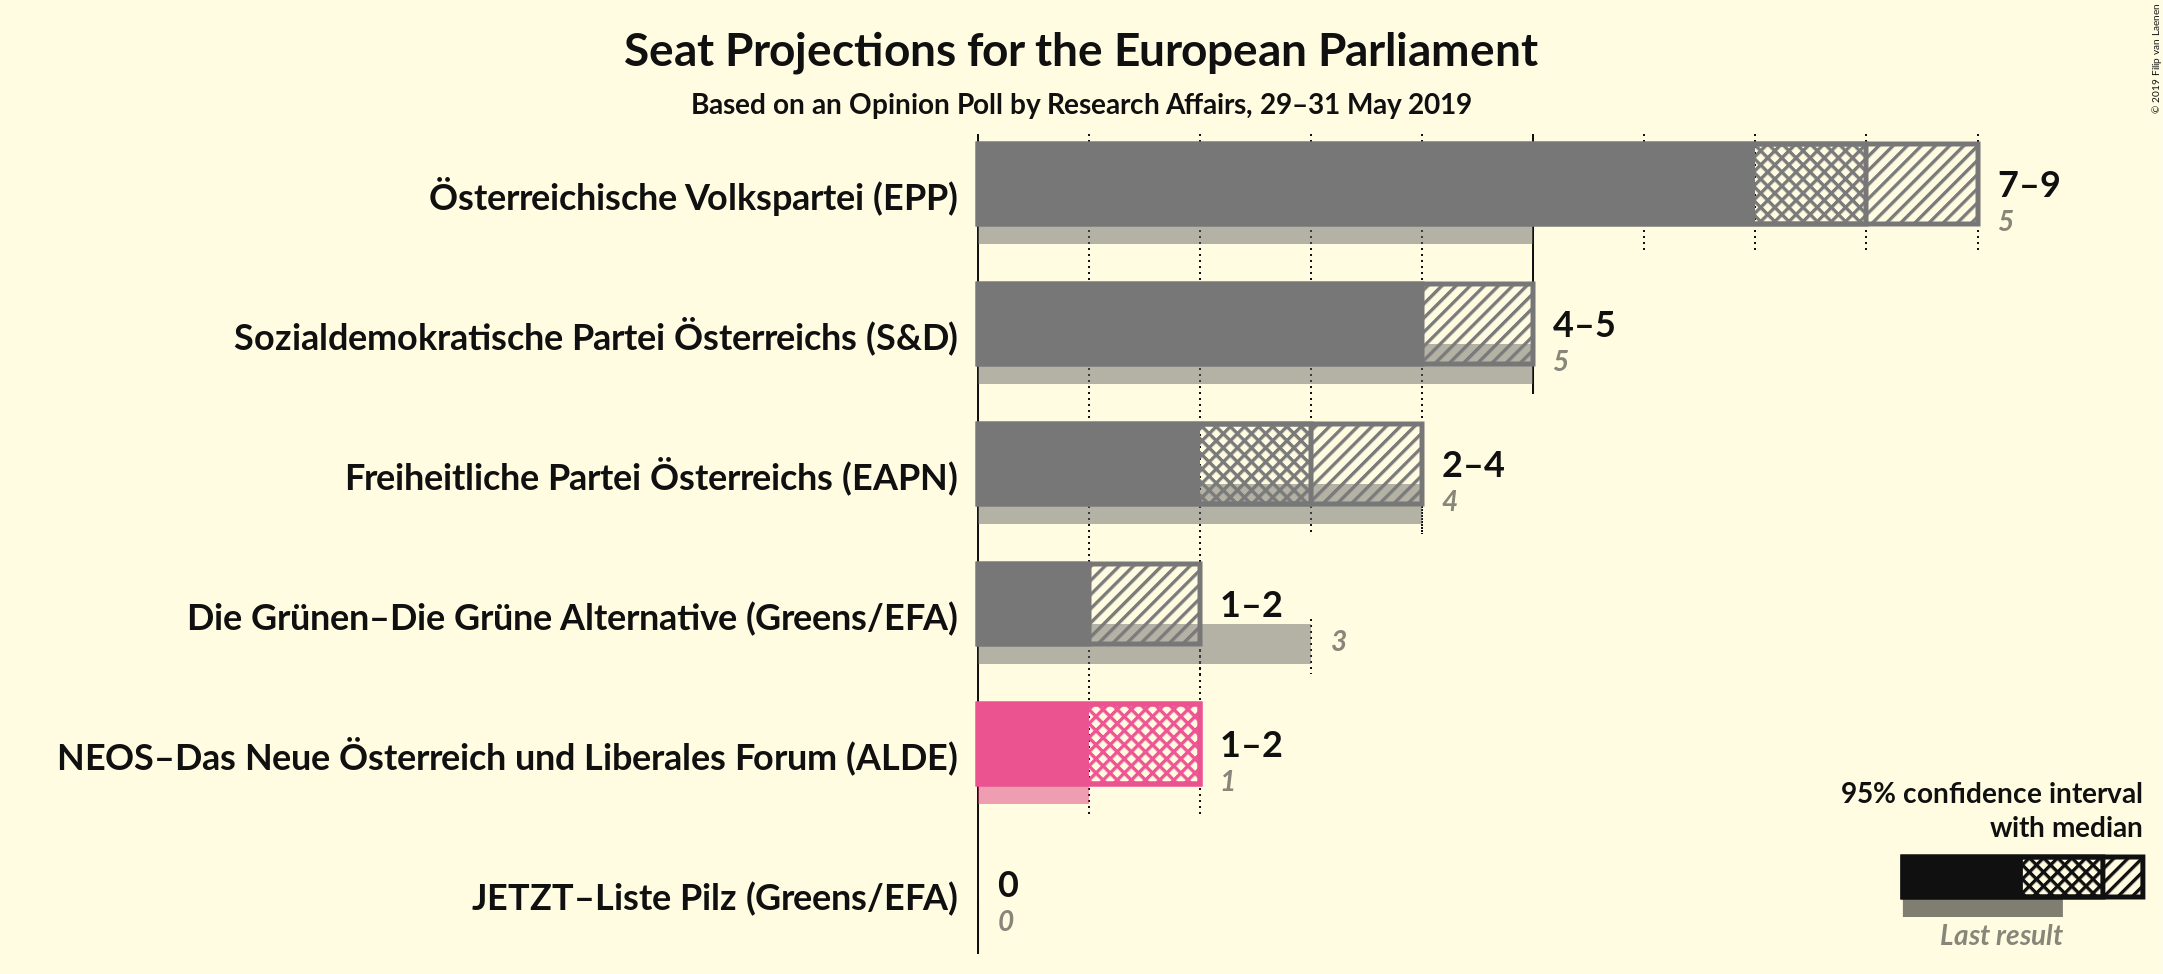 Seat Projections for the European Parliament
Based on an Opinion Poll by Research Affairs, 29–31 May 2019
© 2019 Filip van Laenen
Österreichische Volkspartei (EPP)
7–9
5
Sozialdemokratische Partei Österreichs (S&D)
4–5
5
Freiheitliche Partei Österreichs (EAPN)
2–4
4
Die Grünen–Die Grüne Alternative (Greens/EFA)
1–2
3
NEOS–Das Neue Österreich und Liberales Forum (ALDE)
1–2
1
JETZT–Liste Pilz (Greens/EFA)
0
0
95% confidence interval
with median
Last result